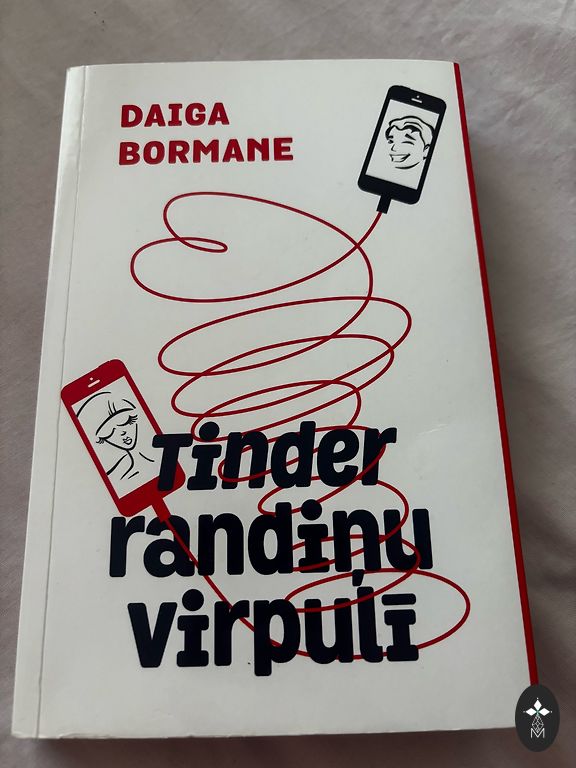 DAIGA
BORMANE
Tinder
randiņu
virpulī